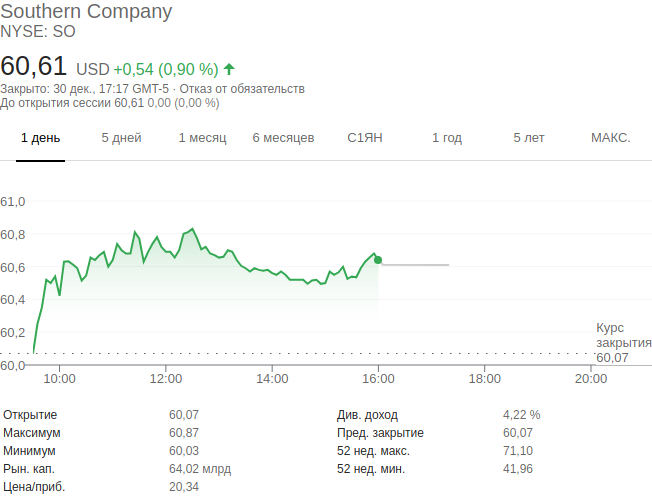 Southern Company
NYSE: SO
60,61 USD +0,54 (0,90 %)
Закрыто: 30 дек., 17:17 GMT-5 · Отказ от обязательств
До открытия сессии 60,61 0,00 (0,00 %)
1 день 5 дней 1 месяц 6 месяцев С1ЯН 1 год 5 лет МАКС.
61,0
60,8
60,6
60,4
60,2
60,0
Курс
закрытия
60,07
10:00 12:00 14:00 16:00 18:00 20:00
Открытие 60,07 Див. доход 4,22 %
Максимум 60,87 Пред. закрытие 60,07
Минимум 60,03 52 нед. макс. 71,10
Рын. кап. 64,02 млрд 52 нед. мин. 41,96
Цена/приб. 20,34